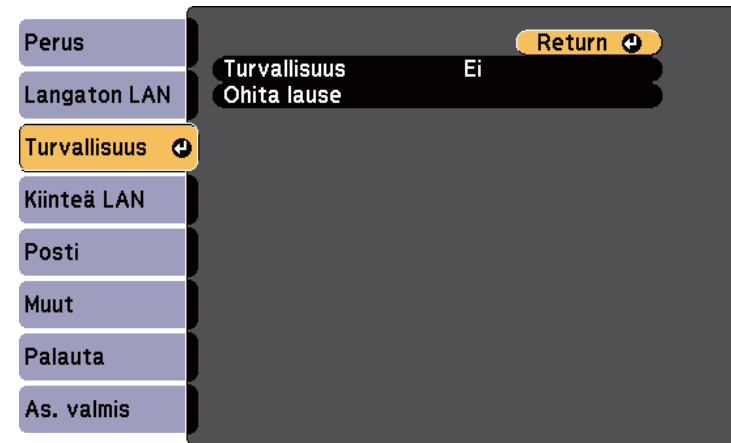 Perus
Langaton LAN
Turvallisuus
Kiinteä LAN
Posti
Muut
Palauta
As. valmis
Return
Turvallisuus Ei
Ohita lause